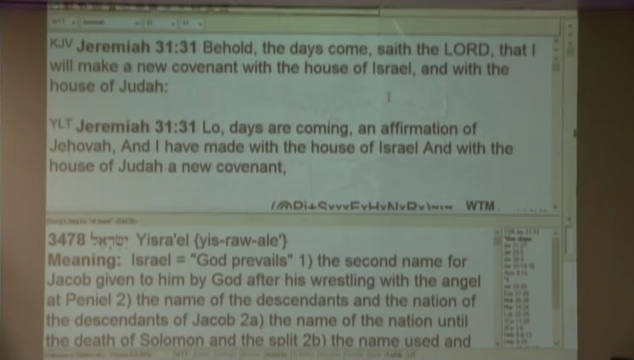 KJV Jeremiah 31:31 Behold, the days come, saith the LORD, that I
will make a new covenant with the house of Israel, and with the
house of Judah:
YLT Jeremiah 31:31 Lo, days are coming, an affirmation of
Jehovah, And I have made with the house of Israel And with the
house of Judah a new covenant,
WTM
3478 ישׂראל Yisra'el {yis-raw-ale'}
Meaning: Israel = "God prevails" 1) the second name for
Jacob given to him by God after his wrestling with the angel
at Peniel 2) the name of the descendants and the nation of
the descendants of Jacob 2a) the name of the nation until
the death of Solomon and the split 2b) the name used and